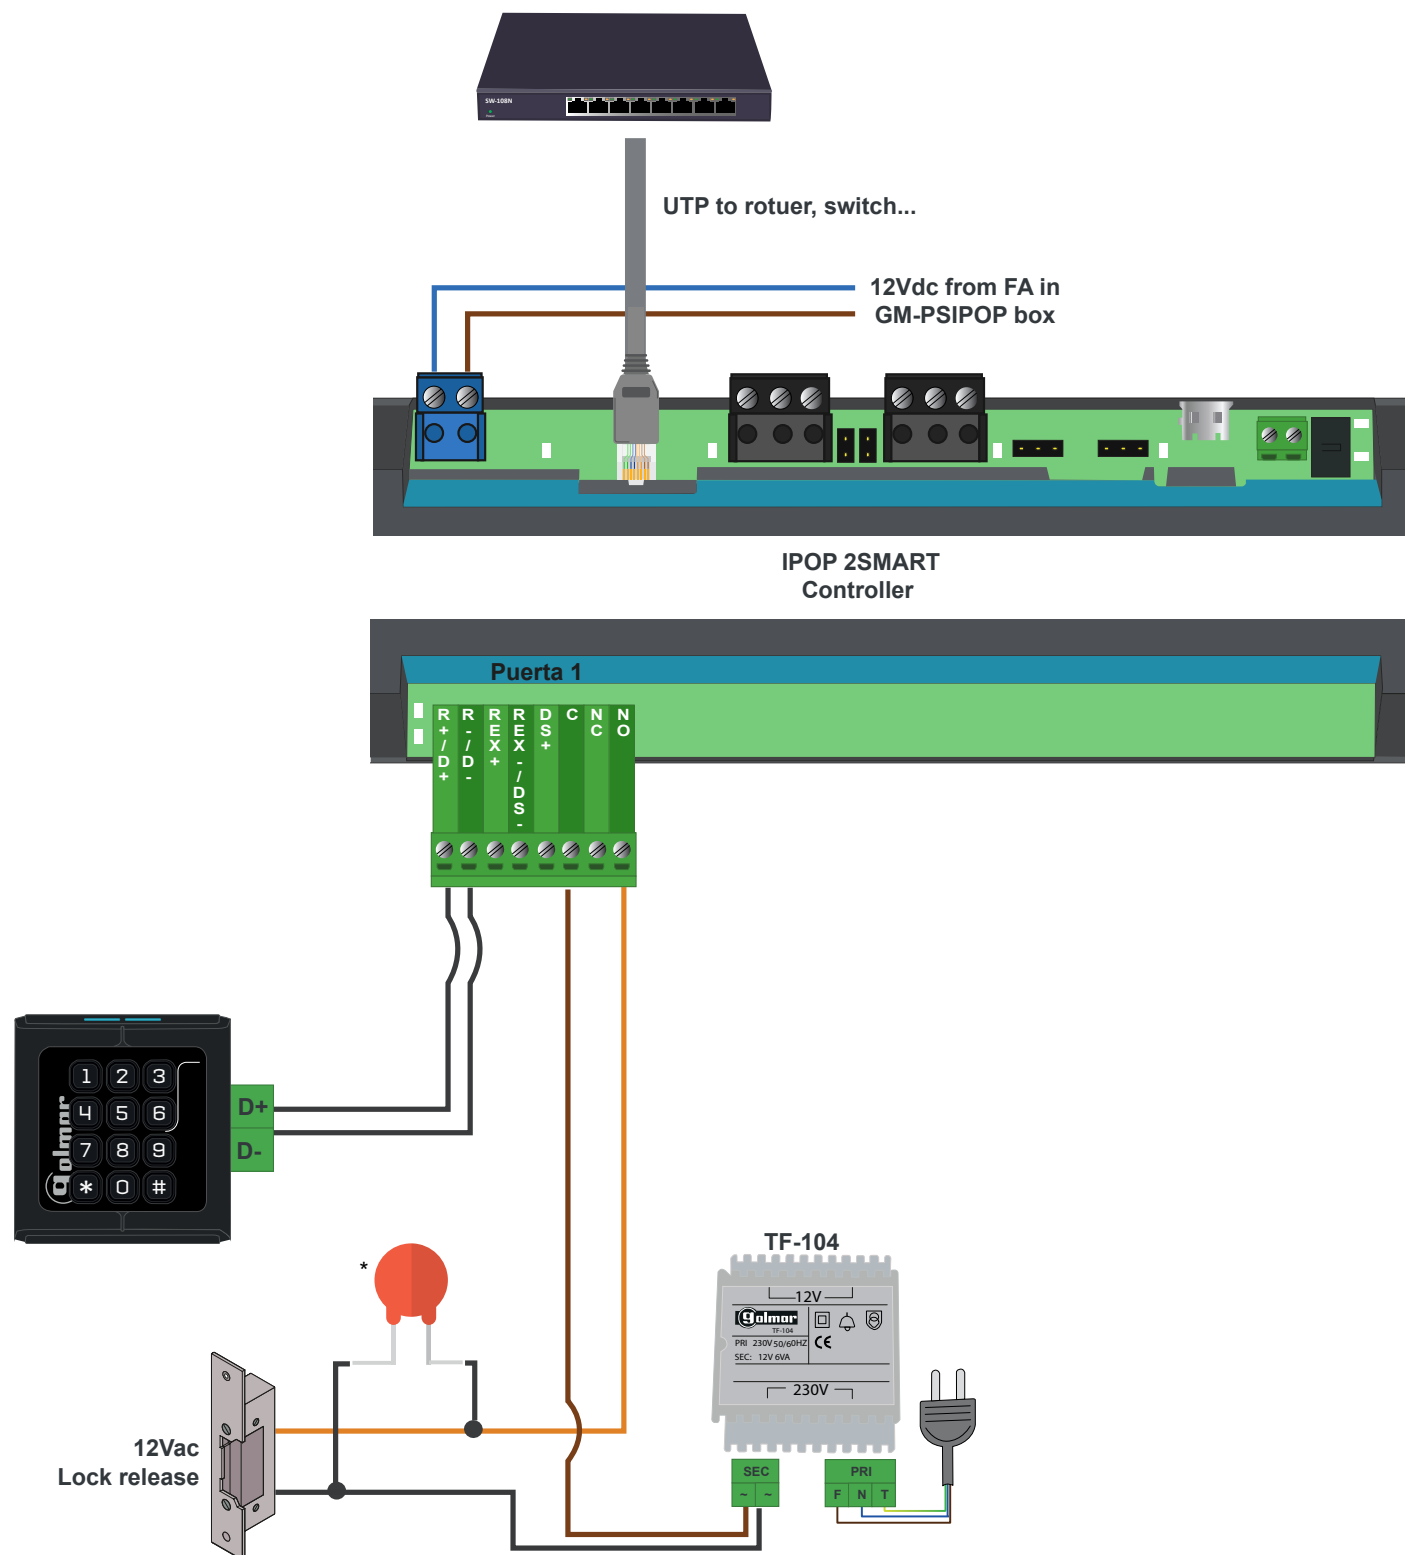 SW-108N
Power
UTP to rotuer, switch...
12Vdc from FA in
GM-PSIPOP box
IPOP 2SMART
Controller
Puerta 1
R+/D+
R-/D-
REX+
REX-/DS-
DS+
C
NC
NO
1 2 3
4 5 6
7 8 9
* 0 #
golmar
D+
D-
*
12Vac
Lock release
TF-104
12V
golmar
TF-104
PRI 230V 50/60HZ
SEC: 12V 6VA
CE
230V
SEC
~ ~
PRI
F N T